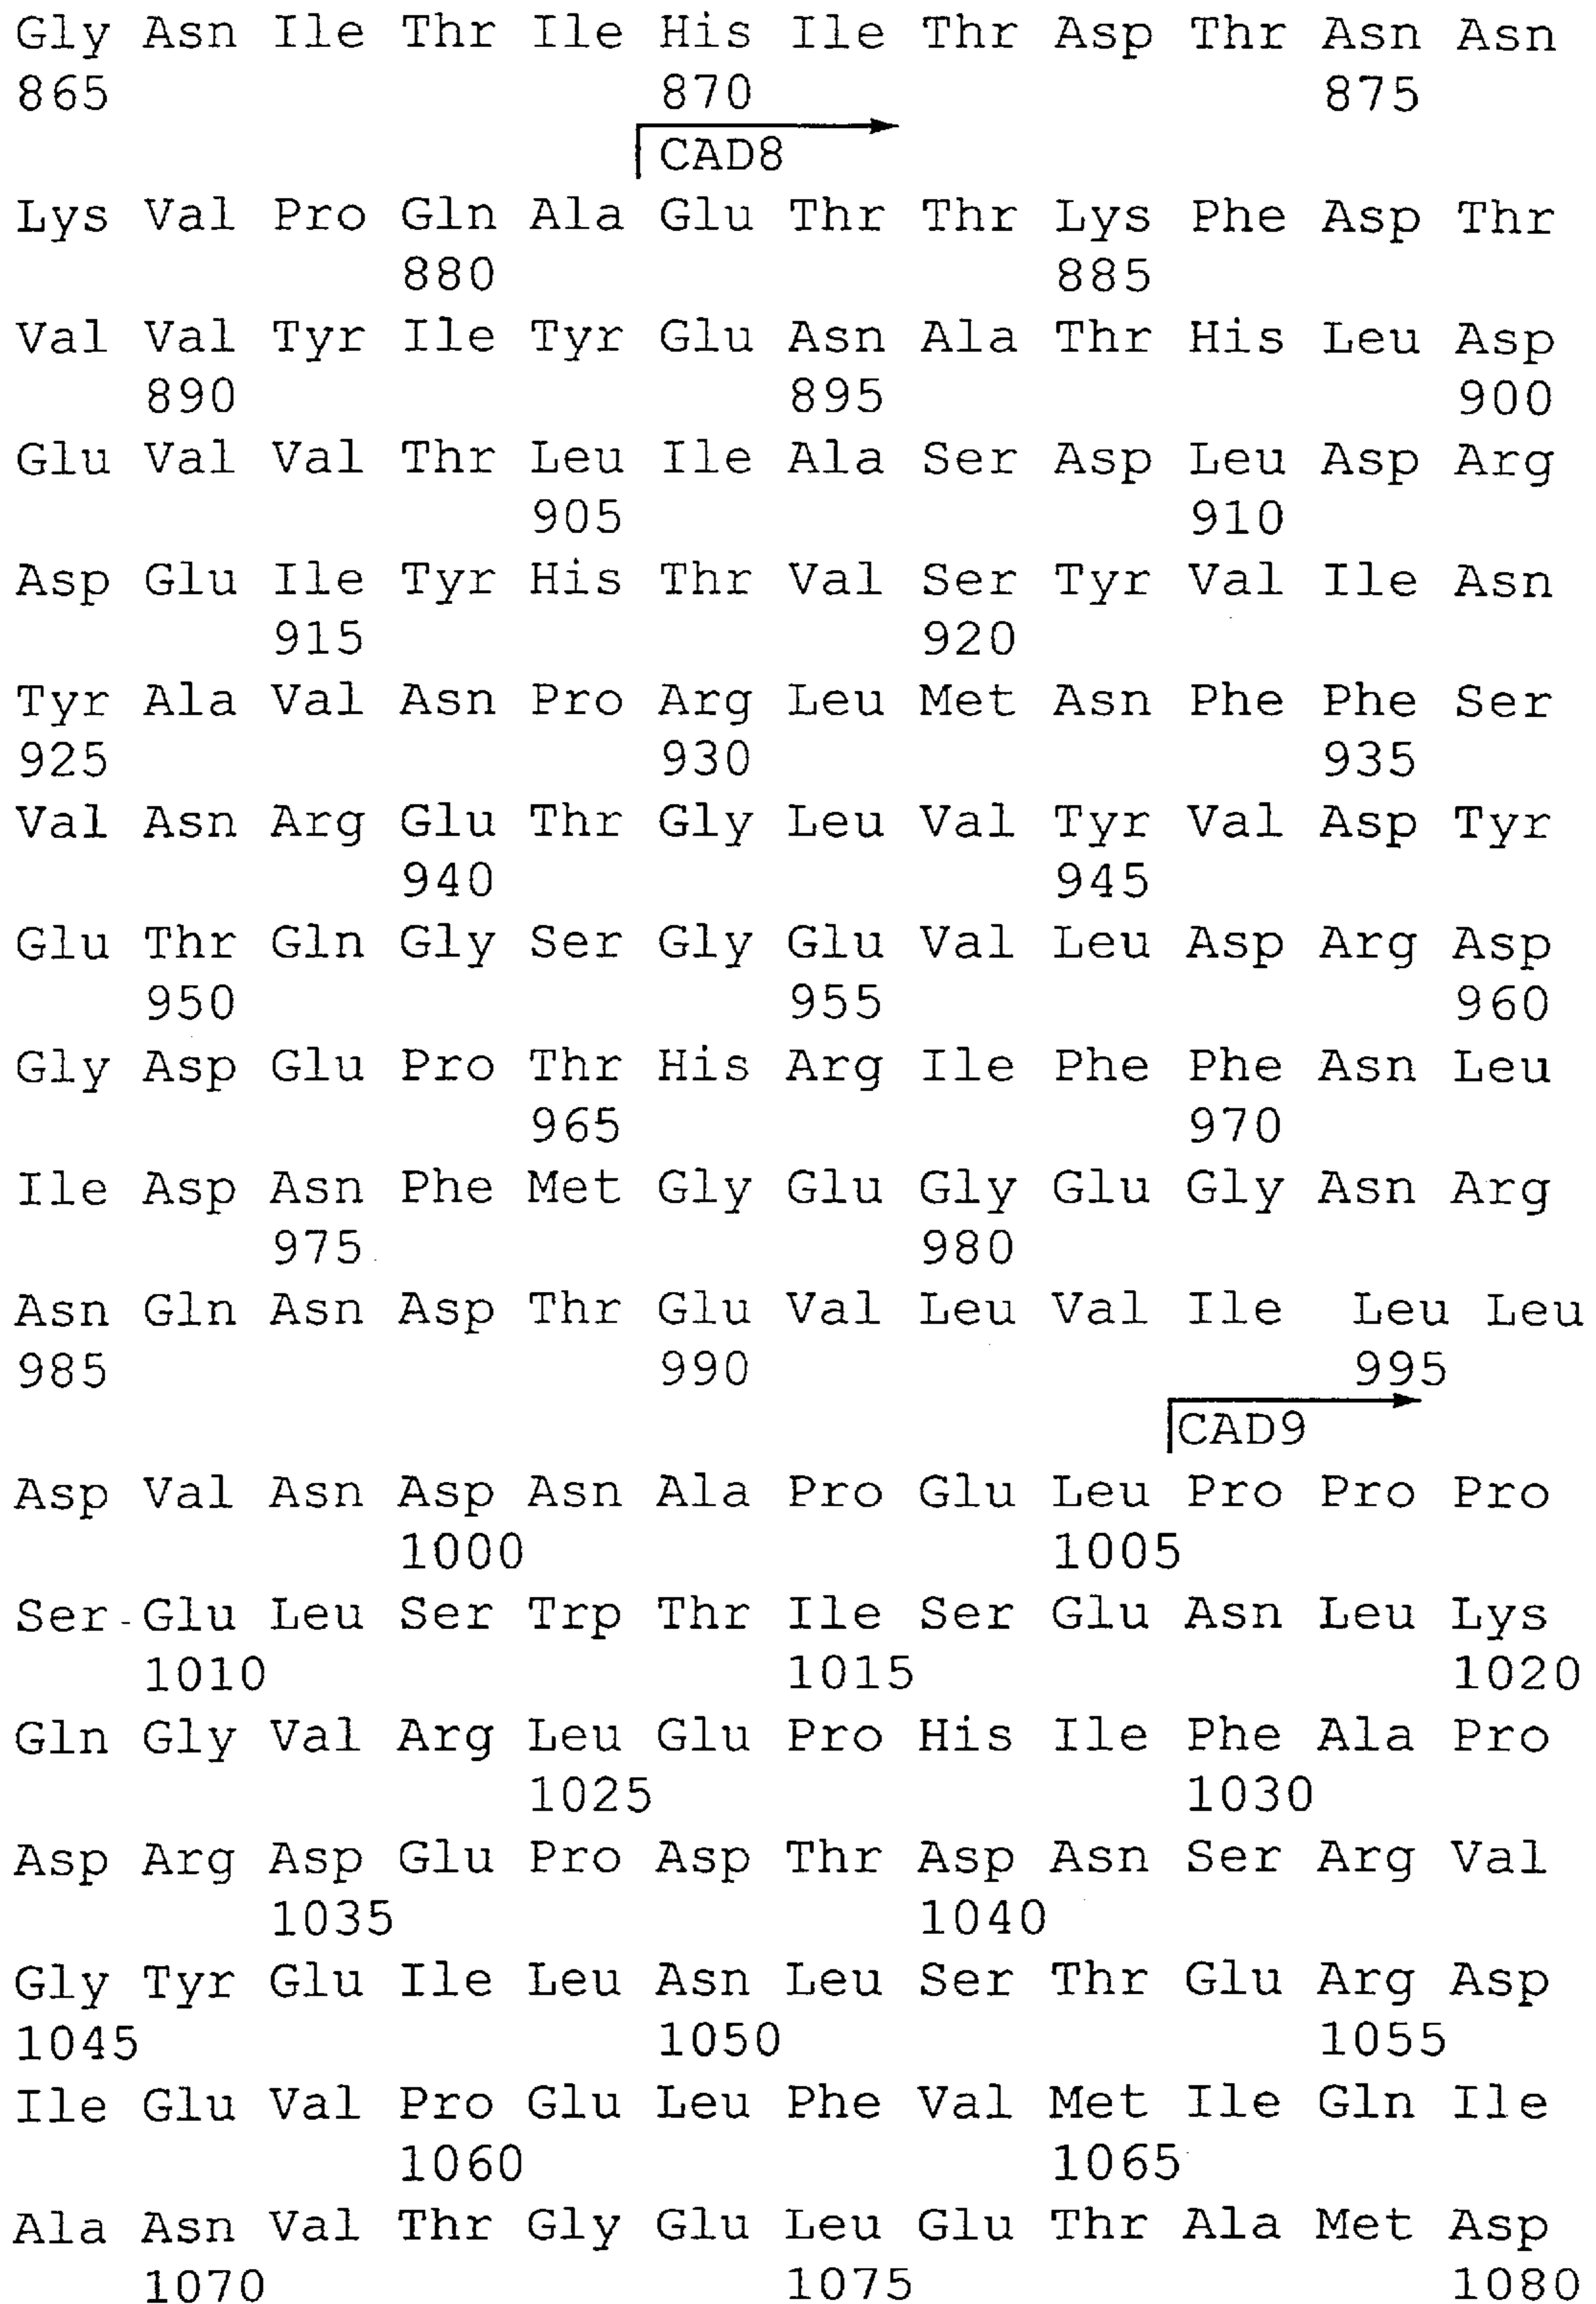 Gly Asn Ile Thr Ile His Ile Thr Asp Thr Asn Asn
865 870 875
CAD8
Lys Val Pro Gln Ala Glu Thr Thr Lys Phe Asp Thr
880 885
Val Val Tyr Ile Tyr Glu Asn Ala Thr His Leu Asp
890 895 900
Glu Val Val Thr Leu Ile Ala Ser Asp Leu Asp Arg
905 910
Asp Glu Ile Tyr His Thr Val Ser Tyr Val Ile Asn
915 920
Tyr Ala Val Asn Pro Arg Leu Met Asn Phe Phe Ser
925 930 935
Val Asn Arg Glu Thr Gly Leu Val Tyr Val Asp Tyr
940 945
Glu Thr Gln Gly Ser Gly Glu Val Leu Asp Arg Asp
950 955 960
Gly Asp Glu Pro Thr His Arg Ile Phe Phe Asn Leu
965 970
Ile Asp Asn Phe Met Gly Glu Gly Glu Gly Asn Arg
975 980
Asn Gln Asn Asp Thr Glu Val Leu Val Ile Leu Leu
985 990 995
CAD9
Asp Val Asn Asp Asn Ala Pro Glu Leu Pro Pro Pro
1000 1005
Ser Glu Leu Ser Trp Thr Ile Ser Glu Asn Leu Lys
1010 1015 1020
Gln Gly Val Arg Leu Glu Pro His Ile Phe Ala Pro
1025 1030
Asp Arg Asp Glu Pro Asp Thr Asp Asn Ser Arg Val
1035 1040
Gly Tyr Glu Ile Leu Asn Leu Ser Thr Glu Arg Asp
1045 1050 1055
Ile Glu Val Pro Glu Leu Phe Val Met Ile Gln Ile
1060 1065
Ala Asn Val Thr Gly Glu Leu Glu Thr Ala Met Asp
1070 1075 1080